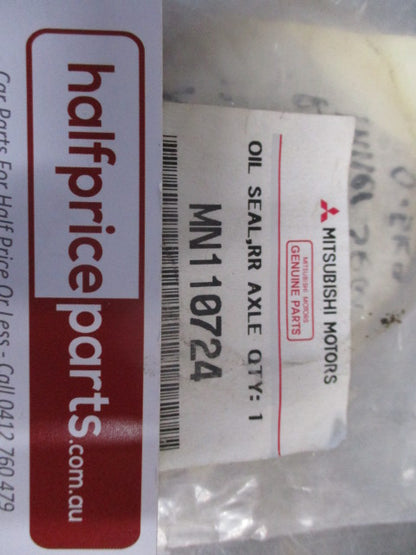 halfpriceparts.com.au
Car Parts For Half Price Or Less - Call 0412 760 479
MITSUBISHI MOTORS
MITSUBISHI MOTORS
GENUINE PARTS
OIL SEAL,RR AXLE QTY: 1
MN110724